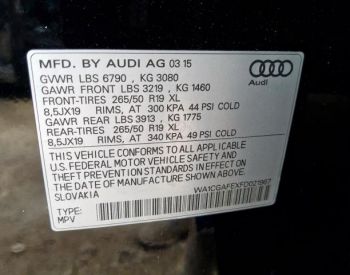 MFD. BY AUDI AG 03 15
GVWR LBS 6790 , KG 3080
GAWR FRONT LBS 3219 , KG 1460
FRONT-TIRES 265/50 R19 XL
8,5JX19 RIMS, AT 300 KPA/ 44 PSI COLD
GAWR REAR LBS 3913 , KG 1775
REAR-TIRES 265/50 R19 XL
8,5JX19 RIMS, AT 340 KPA/ 49 PSI COLD
THIS VEHICLE CONFORMS TO ALL APPLICABLE
U.S. FEDERAL MOTOR VEHICLE SAFETY, BUMPER
AND THEFT PREVENTION STANDARDS IN EFFECT ON
THE DATE OF MANUFACTURE SHOWN ABOVE.
SLOVAKIA
TYPE:
MPV
Audi